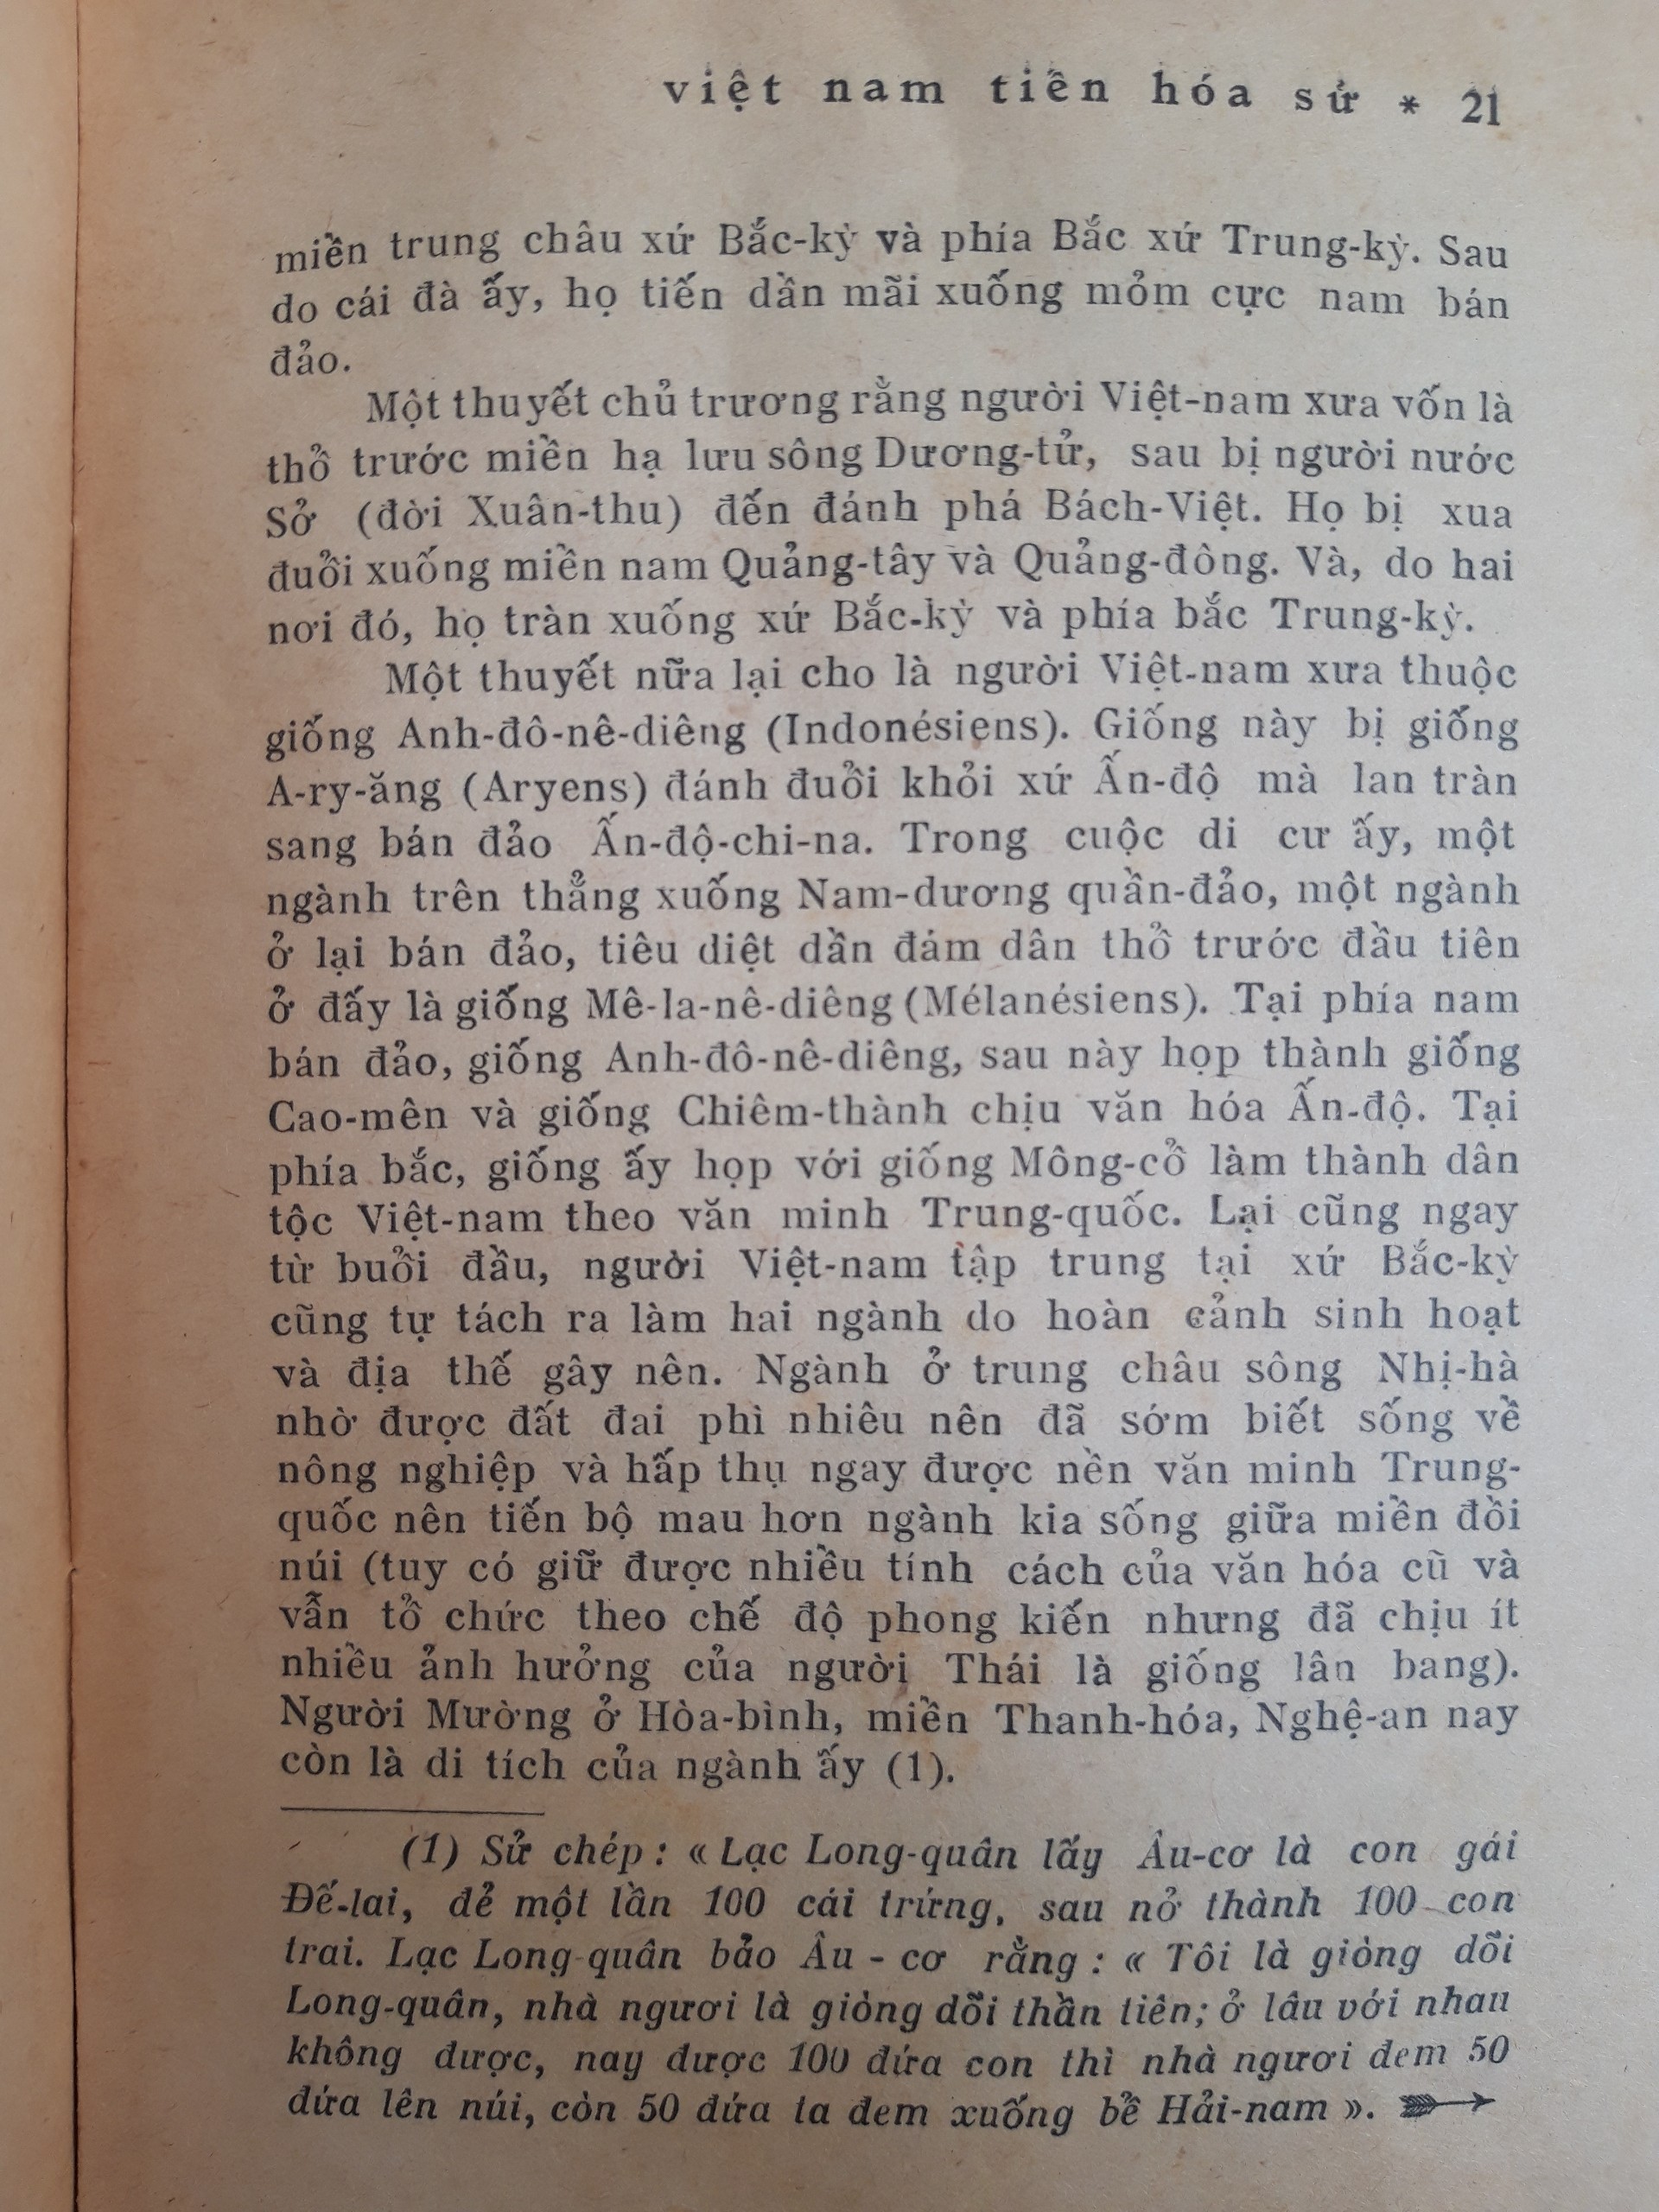 việt nam tiến hóa sử * 21
miền trung châu xứ Bắc-kỳ và phía Bắc xứ Trung-kỳ. Sau
do cái đà ấy, họ tiến dần mãi xuống mỏm cực nam bán
đảo.
Một thuyết chủ trương rằng người Việt-nam xưa vốn là
thổ trước miền hạ lưu sông Dương-tử, sau bị người nước
Sở (đời Xuân-thu) đến đánh phá Bách-Việt. Họ bị xua
đuổi xuống miền nam Quảng-tây và Quảng-đông. Và, do hai
nơi đó, họ tràn xuống xứ Bắc-kỳ và phía bắc Trung-kỳ.
Một thuyết nữa lại cho là người Việt-nam xưa thuộc
giống Anh-đô-nê-diêng (Indonésiens). Giống này bị giống
A-ry-ăng (Aryens) đánh đuổi khỏi xứ Ấn-độ mà lan tràn
sang bán đảo Ấn-độ-chi-na. Trong cuộc di cư ấy, một
ngành trên thẳng xuống Nam-dương quần-đảo, một ngành
ở lại bán đảo, tiêu diệt dần đám dân thổ trước đầu tiên
ở đấy là giống Mê-la-nê-diêng (Mélanésiens). Tại phía nam
bán đảo, giống Anh-đô-nê-diêng, sau này họp thành giống
Cao-mên và giống Chiêm-thành chịu văn hóa Ấn-độ. Tại
phía bắc, giống ấy họp với giống Mông-cổ làm thành dân
tộc Việt-nam theo văn minh Trung-quốc. Lại cũng ngay
từ buổi đầu, người Việt-nam tập trung tại xứ Bắc-kỳ
cũng tự tách ra làm hai ngành do hoàn cảnh sinh hoạt
và địa thế gây nên. Ngành ở trung châu sông Nhị-hà
nhờ được đất đai phì nhiêu nên đã sớm biết sống về
nông nghiệp và hấp thụ ngay được nền văn minh Trung-
quốc nên tiến bộ mau hơn ngành kia sống giữa miền đồi
núi (tuy có giữ được nhiều tính cách của văn hóa cũ và
vẫn tổ chức theo chế độ phong kiến nhưng đã chịu ít
nhiều ảnh hưởng của người Thái là giống lân bang).
Người Mường ở Hòa-bình, miền Thanh-hóa, Nghệ-an nay
còn là di tích của ngành ấy (1).
(1) Sử chép : « Lạc Long-quân lấy Âu-cơ là con gái
Đế-lai, đẻ một lần 100 cái trứng, sau nở thành 100 con
trai. Lạc Long-quân bảo Âu - cơ rằng : « Tôi là giòng dõi
Long-quân, nhà ngươi là giòng dõi thần tiên; ở lâu với nhau
không được, nay được 100 đứa con thì nhà ngươi đem 50
đứa lên núi, còn 50 đứa ta đem xuống bể Hải-nam ».